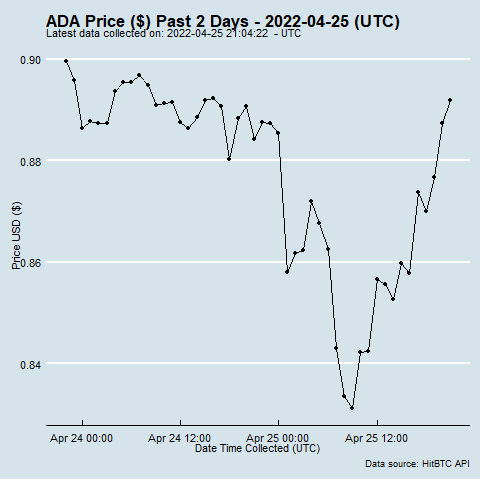 ADA Price ($) Past 2 Days - 2022-04-25 (UTC)
Latest data collected on: 2022-04-25 21:04:22  - UTC
0.90
0.88
0.86
0.84
Price USD ($)
Apr 24 00:00
Apr 24 12:00
Apr 25 00:00
Apr 25 12:00
Date Time Collected (UTC)
Data source: HitBTC API